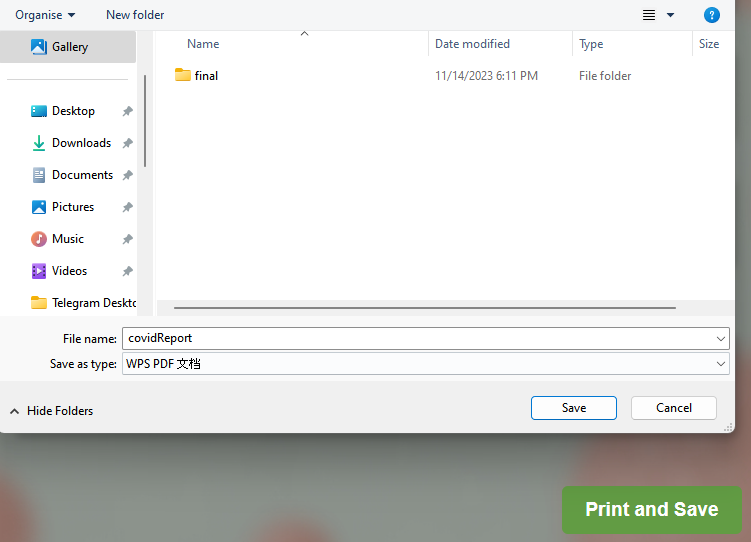 Organise New folder
Gallery
Name Date modified Type Size
final 11/14/2023 6:11 PM File folder
Desktop
Downloads
Documents
Pictures
Music
Videos
Telegram Deskto
File name: covidReport
Save as type: WPS PDF 文档
Hide Folders Save Cancel
Print and Save